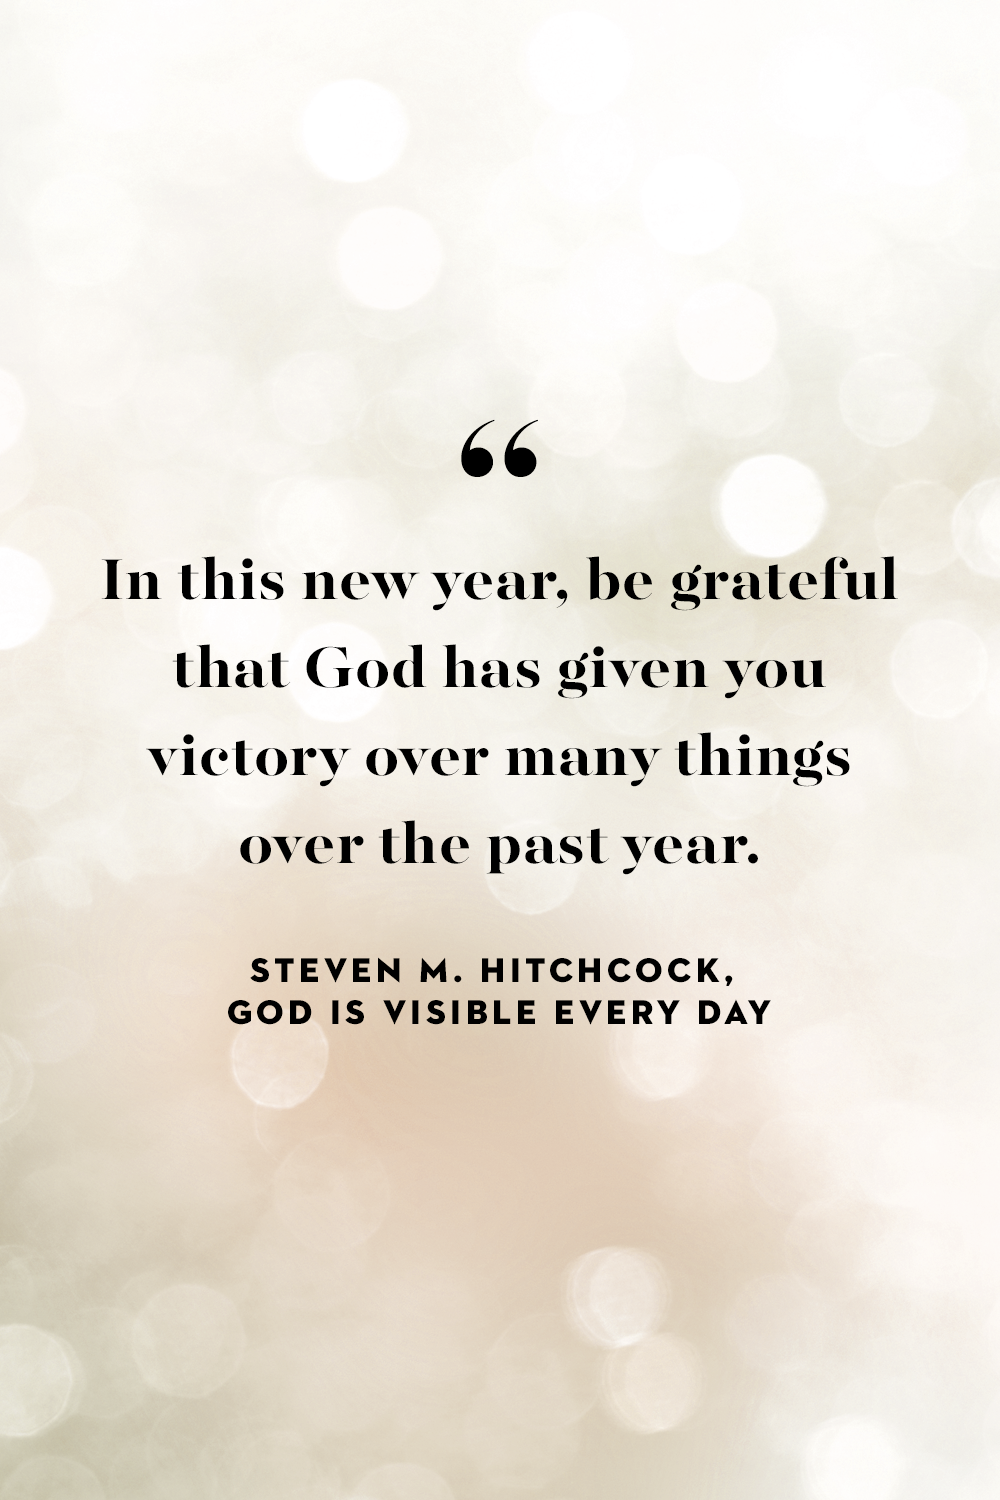 “
In this new year, be grateful
that God has given you
victory over many things
over the past year.
STEVEN M. HITCHCOCK,
GOD IS VISIBLE EVERY DAY